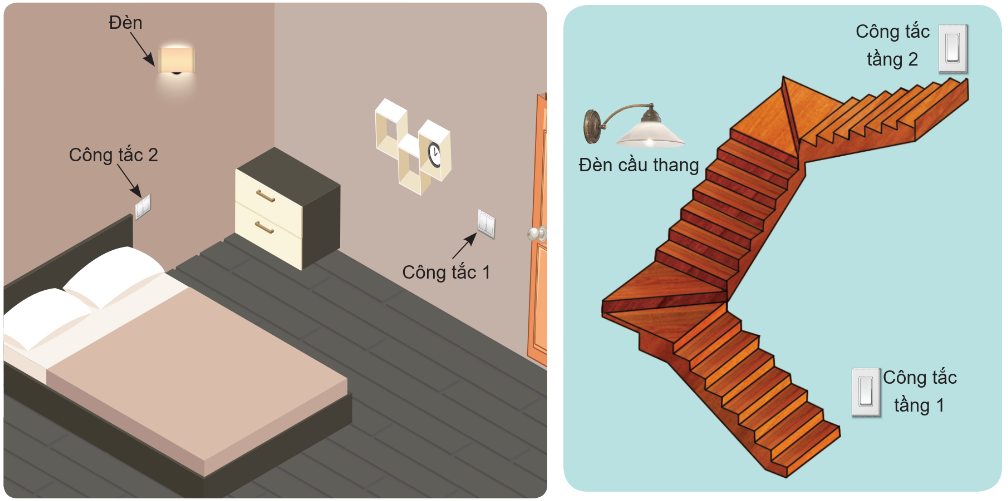 Đèn
Công tắc 2
Công tắc 1
Công tắc
tầng 2
Đèn cầu thang
Công tắc
tầng 1